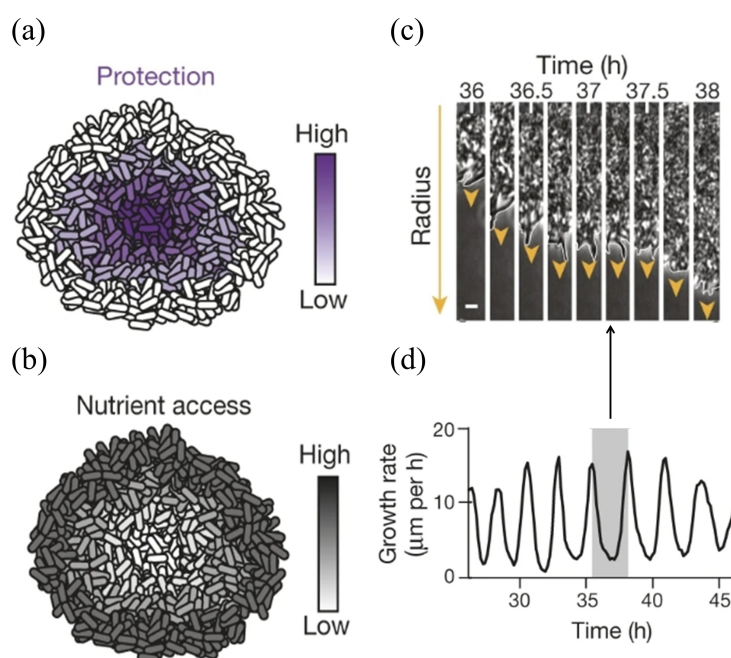 (a)
Protection
High
Low
(b)
Nutrient access
High
Low
(c)
Time (h)
36 36.5 37 37.5 38
Radius
(d)
20
10
0
Growth rate
(μm per h)
30 35 40 45
Time (h)